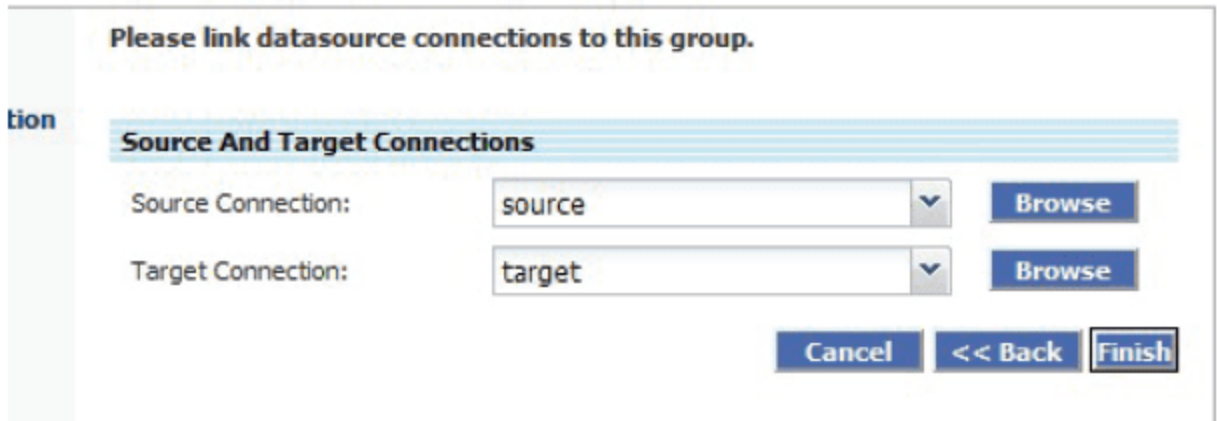 Please link datasource connections to this group.
tion
Source And Target Connections
Source Connection: source Browse
Target Connection: target Browse
Cancel << Back Finish